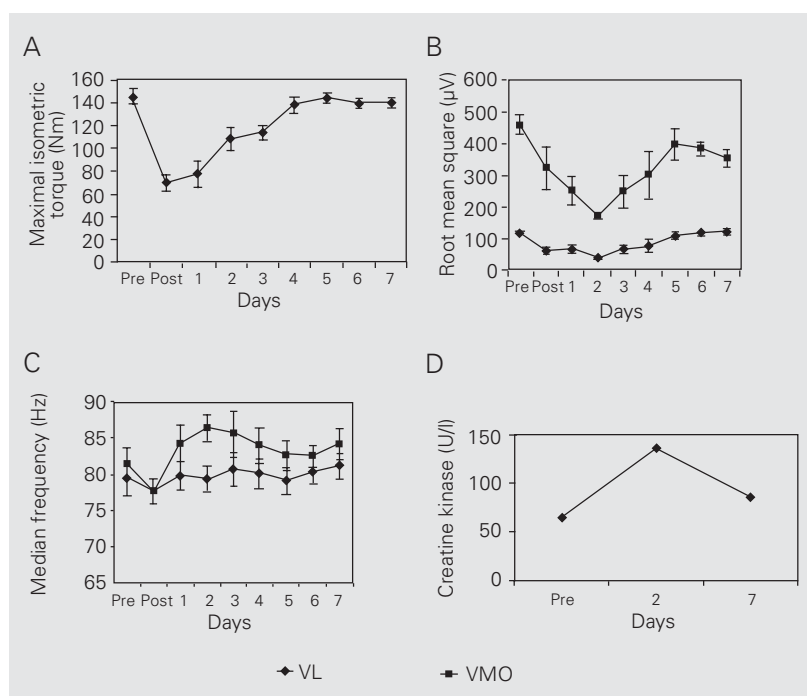 A
Maximal isometric
torque (Nm)
160
140
120
100
80
60
40
20
0
Pre Post 1 2 3 4 5 6 7
Days
B
Root mean square (µV)
600
500
400
300
200
100
0
Pre Post 1 2 3 4 5 6 7
Days
C
Median frequency (Hz)
90
85
80
75
70
65
Pre Post 1 2 3 4 5 6 7
Days
D
Creatine kinase (U/l)
150
100
50
0
Pre 2 7
Days
VL VMO